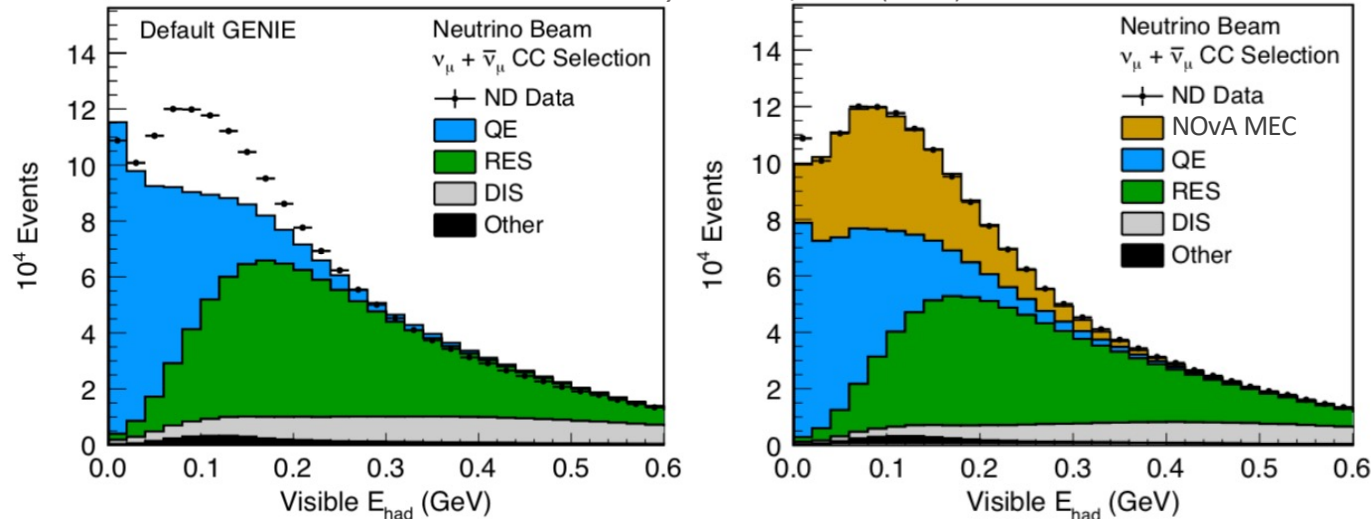 Default GENIE
Neutrino Beam
νμ + ν̄μ CC Selection
ND Data
QE
RES
DIS
Other
10⁴ Events
14
12
10
8
6
4
2
0
0.0 0.1 0.2 0.3 0.4 0.5 0.6
Visible E_had (GeV)
Neutrino Beam
νμ + ν̄μ CC Selection
ND Data
NOvA MEC
QE
RES
DIS
Other
10⁴ Events
14
12
10
8
6
4
2
0
0.0 0.1 0.2 0.3 0.4 0.5 0.6
Visible E_had (GeV)